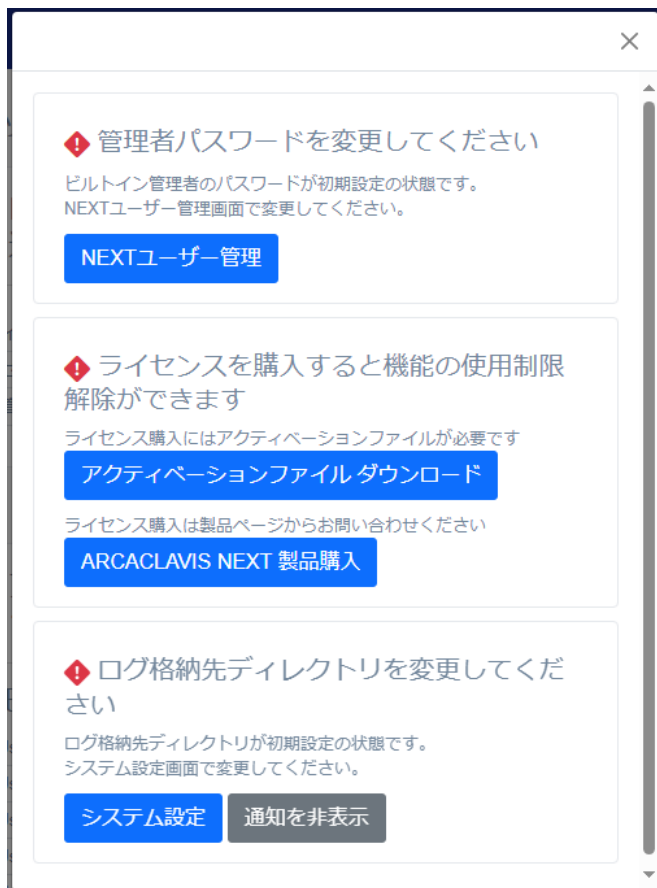 管理者パスワードを変更してください
ビルトイン管理者のパスワードが初期設定の状態です。
NEXTユーザー管理画面で変更してください。
NEXTユーザー管理
ライセンスを購入すると機能の使用制限
解除ができます
ライセンス購入にはアクティベーションファイルが必要です
アクティベーションファイル ダウンロード
ライセンス購入は製品ページからお問い合わせください
ARCACLAVIS NEXT 製品購入
ログ格納先ディレクトリを変更してくだ
さい
ログ格納先ディレクトリが初期設定の状態です。
システム設定画面で変更してください。
システム設定
通知を非表示